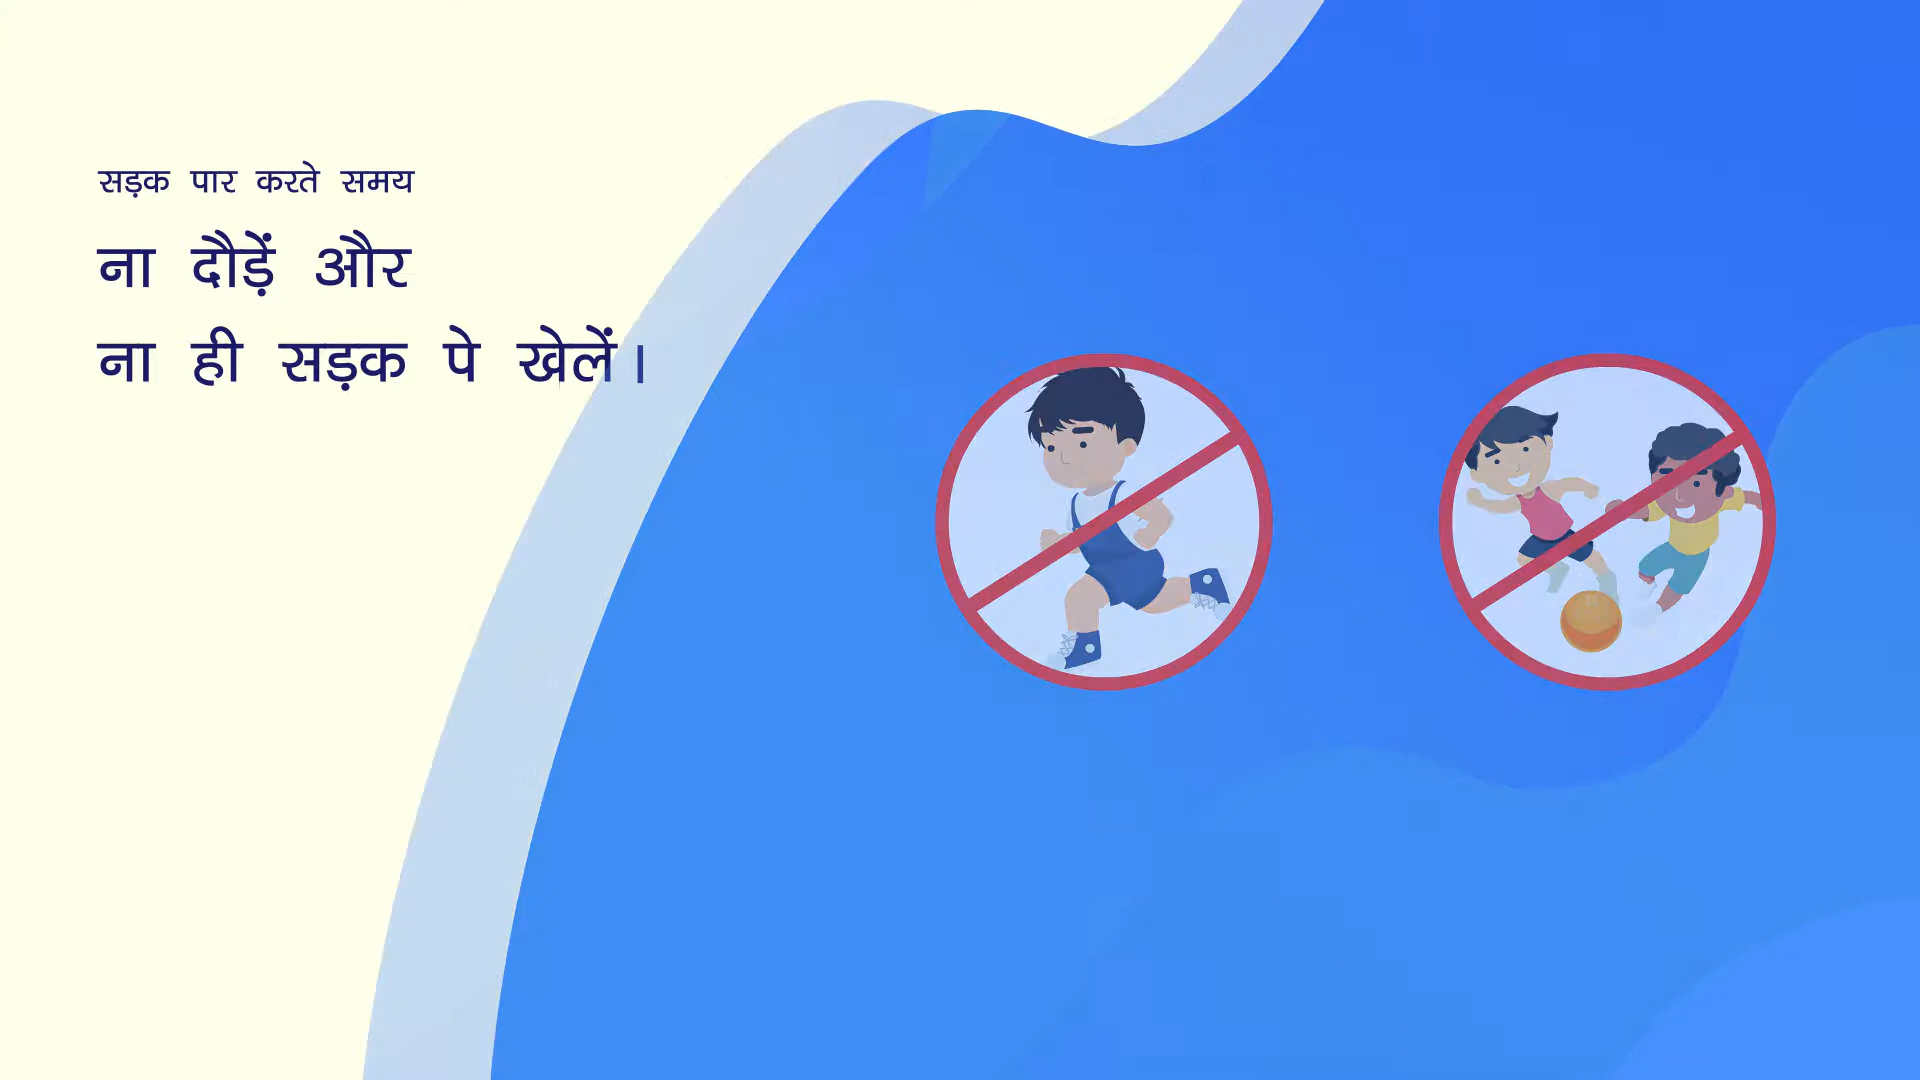 सड़क पार करते समय
ना दौड़ें और
ना ही सड़क पे खेलें।